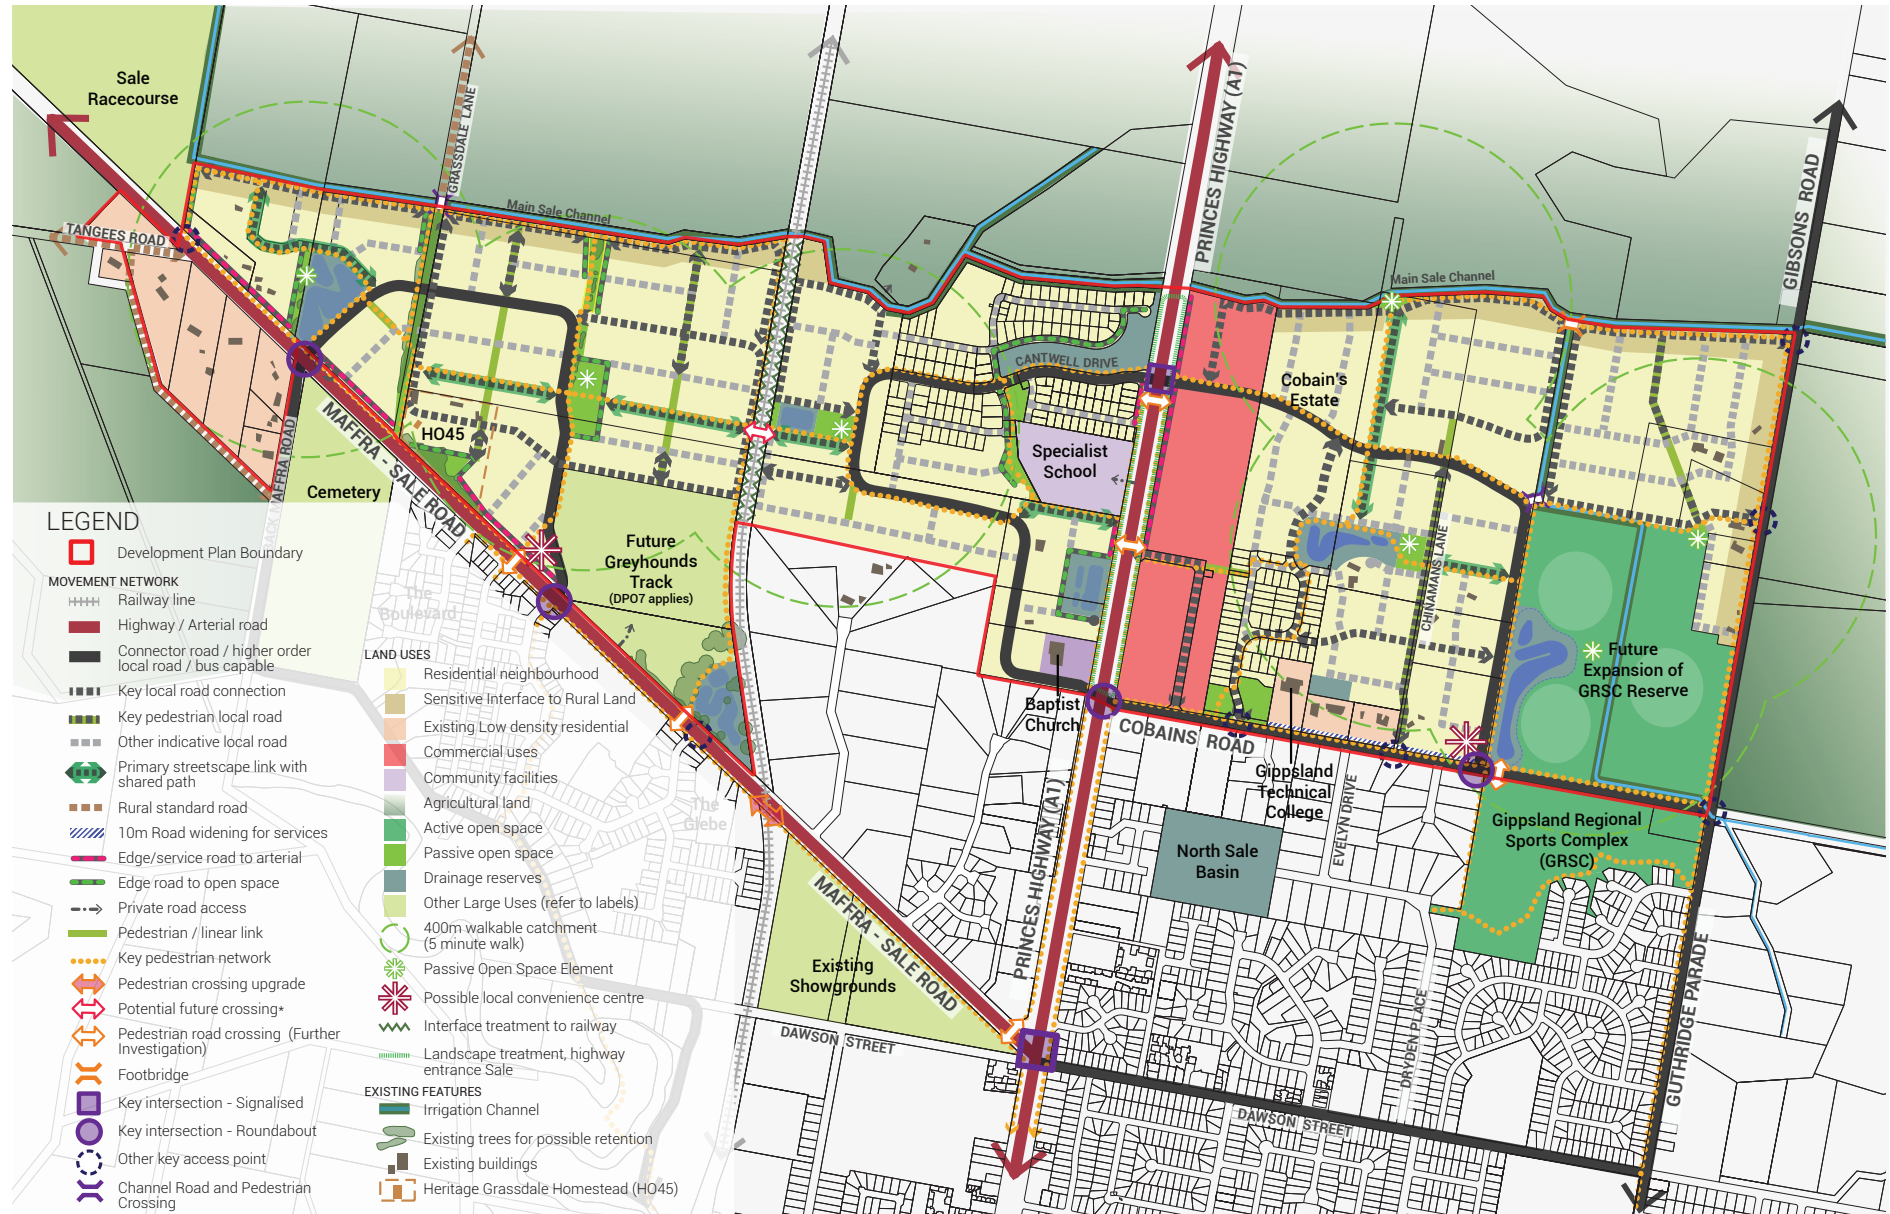 Sale
Racecourse
GRASSDALE LANE
PRINCES HIGHWAY (A1)
GIBSONS ROAD
TANGEES ROAD
Main Sale Channel
Main Sale Channel
CANTWELL DRIVE
Cobain's
Estate
HO45
Specialist
School
MAFFRA - SALE ROAD
MAFFRA ROAD
Cemetery
CHINAMANS LANE
Future
Greyhounds
Track
(DPO7 applies)
The
Boulevard
Future
Expansion of
GRSC Reserve
Baptist
Church
COBAINS ROAD
Gippsland
Technical
College
EVELYN DRIVE
The
Glebe
PRINCES HIGHWAY (A1)
North Sale
Basin
Gippsland Regional
Sports Complex
(GRSC)
MAFFRA - SALE ROAD
Existing
Showgrounds
DAWSON STREET
DRYDEN PLACE
GUTHRIDGE PARADE
DAWSON STREET
LEGEND
Development Plan Boundary
MOVEMENT NETWORK
Railway line
Highway / Arterial road
Connector road / higher order
local road / bus capable
Key local road connection
Key pedestrian local road
Other indicative local road
Primary streetscape link with
shared path
Rural standard road
10m Road widening for services
Edge/service road to arterial
Edge road to open space
Private road access
Pedestrian / linear link
Key pedestrian network
Pedestrian crossing upgrade
Potential future crossing*
Pedestrian road crossing (Further
Investigation)
Footbridge
Key intersection - Signalised
Key intersection - Roundabout
Other key access point
Channel Road and Pedestrian
Crossing
LAND USES
Residential neighbourhood
Sensitive Interface to Rural Land
Existing Low density residential
Commercial uses
Community facilities
Agricultural land
Active open space
Passive open space
Drainage reserves
Other Large Uses (refer to labels)
400m walkable catchment
(5 minute walk)
Passive Open Space Element
Possible local convenience centre
Interface treatment to railway
Landscape treatment, highway
entrance Sale
EXISTING FEATURES
Irrigation Channel
Existing trees for possible retention
Existing buildings
Heritage Grassdale Homestead (HO45)